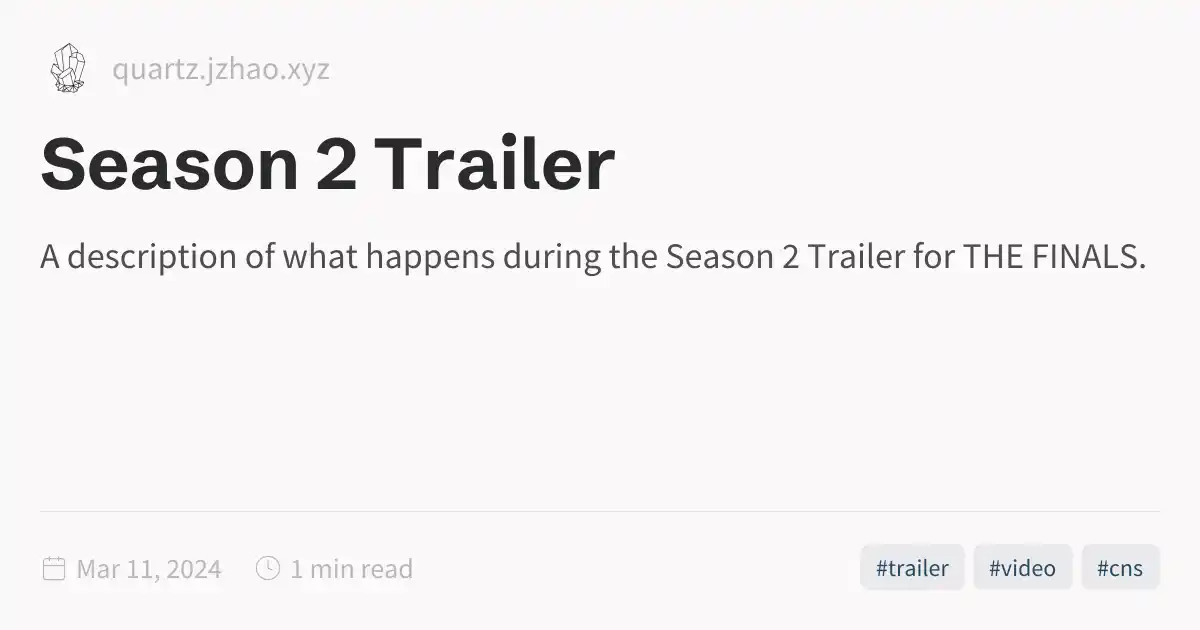 quartz.jzhao.xyz
Season 2 Trailer
A description of what happens during the Season 2 Trailer for THE FINALS.
Mar 11, 2024 1 min read #trailer #video #cns